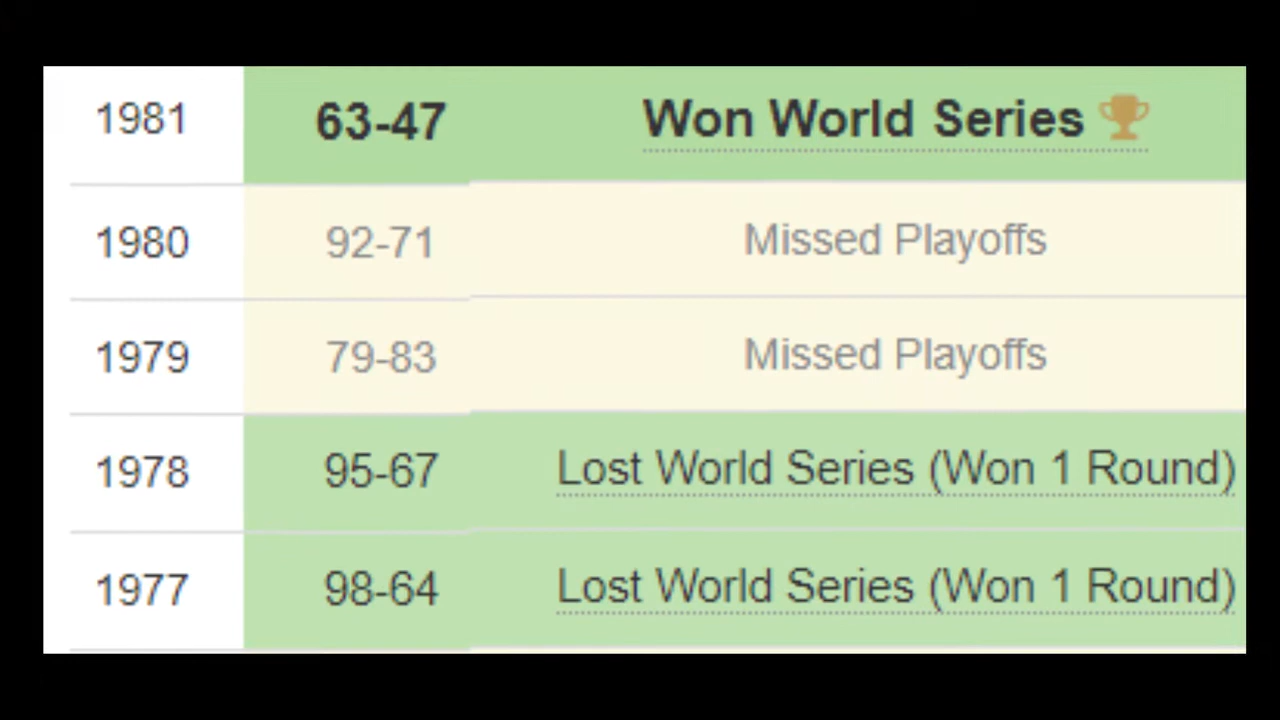 1981 63-47 Won World Series
1980 92-71 Missed Playoffs
1979 79-83 Missed Playoffs
1978 95-67 Lost World Series (Won 1 Round)
1977 98-64 Lost World Series (Won 1 Round)